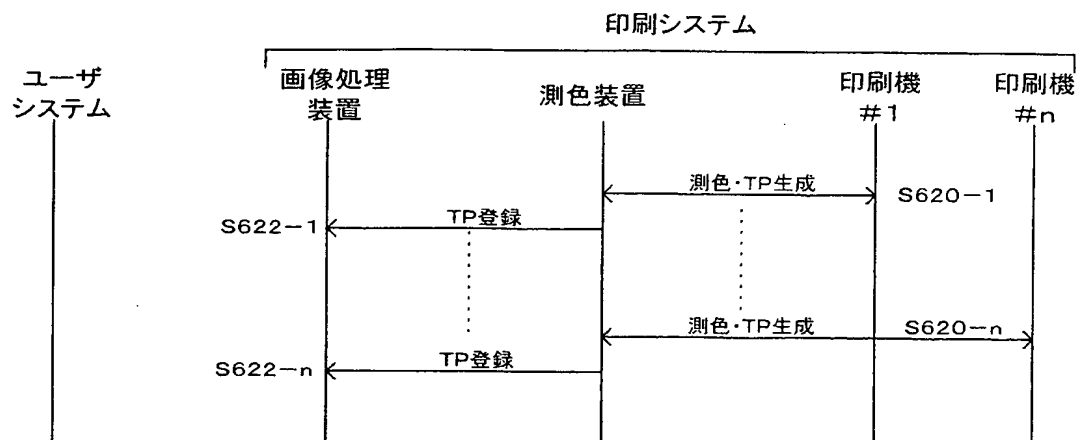 印刷システム
ユーザ
システム
画像処理
装置
測色装置
印刷機
#1
印刷機
#n
測色・TP生成
S620-1
TP登録
S622-1
測色・TP生成
S620-n
TP登録
S622-n